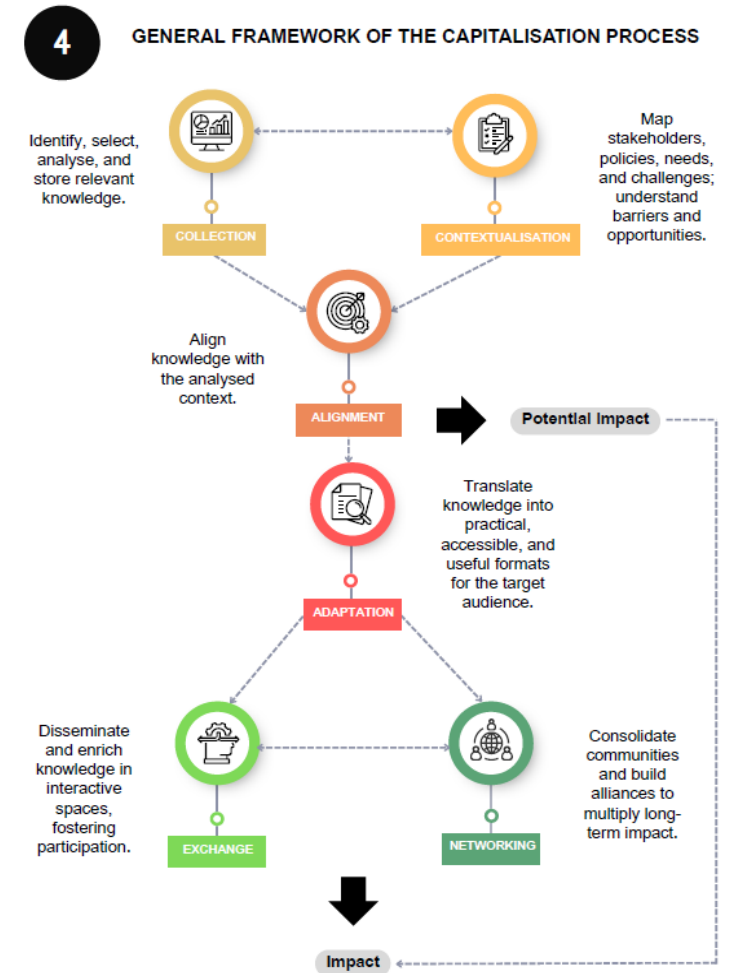 4
GENERAL FRAMEWORK OF THE CAPITALISATION PROCESS
Identify, select,
analyse, and
store relevant
knowledge.
Map
stakeholders,
policies, needs,
and challenges;
understand
barriers and
opportunities.
COLLECTION
CONTEXTUALISATION
Align
knowledge with
the analysed
context.
ALIGNMENT
Potential impact
Translate
knowledge into
practical,
accessible, and
useful formats
for the target
audience.
ADAPTATION
Disseminate
and enrich
knowledge in
interactive
spaces,
fostering
participation.
Consolidate
communities
and build
alliances to
multiply long-
term impact.
EXCHANGE
NETWORKING
Impact